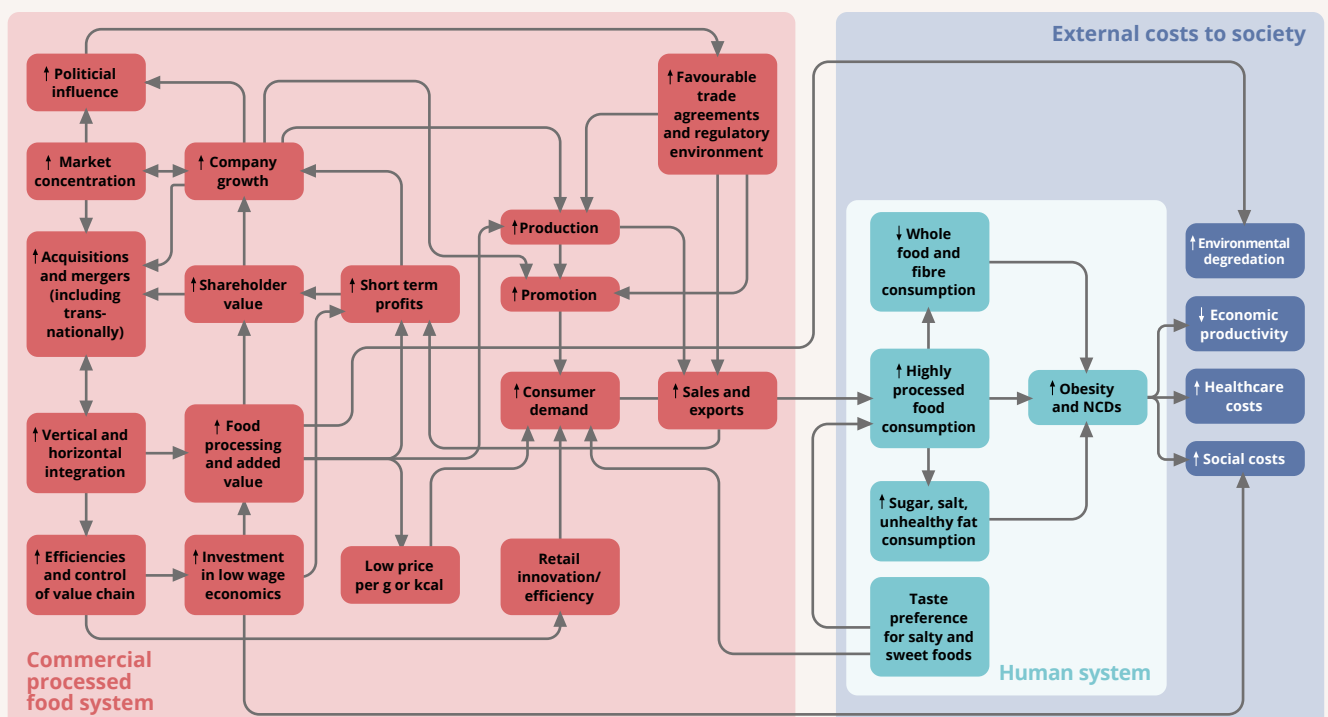 External costs to society
↑ Politicial
influence
↑ Favourable
trade
agreements
and regulatory
environment
↑ Market
concentration
↑ Company
growth
↑ Production
↓ Whole
food and
fibre
consumption
↑ Environmental
degredation
↑ Acquisitions
and mergers
(including
trans-
nationally)
↑ Shareholder
value
↑ Short term
profits
↑ Promotion
↓ Economic
productivity
↑ Consumer
demand
↑ Sales and
exports
↑ Highly
processed
food
consumption
↑ Obesity
and NCDs
↑ Healthcare
costs
↑ Vertical and
horizontal
integration
↑ Food
processing
and added
value
↑ Social costs
↑ Sugar, salt,
unhealthy fat
consumption
↑ Efficiencies
and control
of value chain
↑ Investment
in low wage
economics
Low price
per g or kcal
Retail
innovation/
efficiency
Taste
preference
for salty and
sweet foods
Commercial
processed
food system
Human system